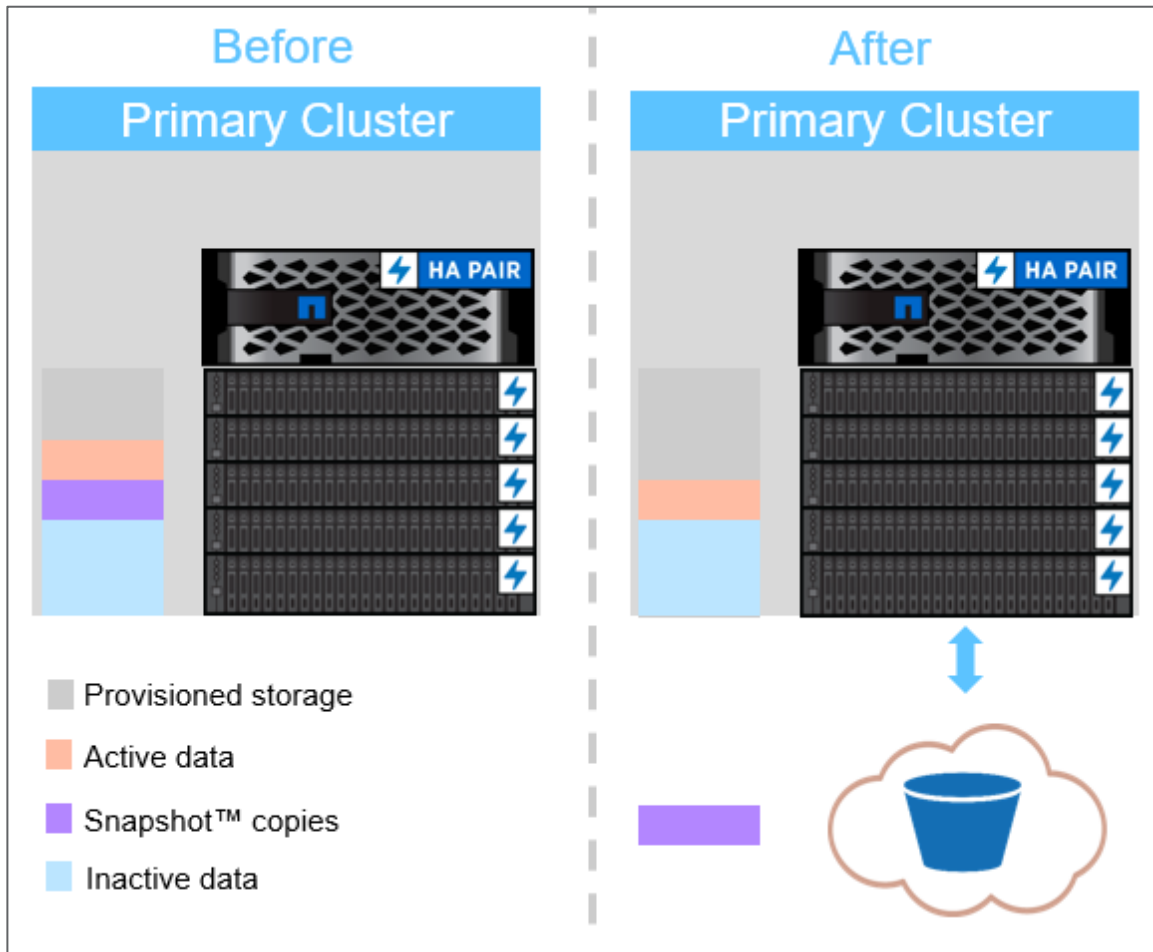 Before
Primary Cluster
HA PAIR
Provisioned storage
Active data
Snapshot™ copies
Inactive data
After
Primary Cluster
HA PAIR